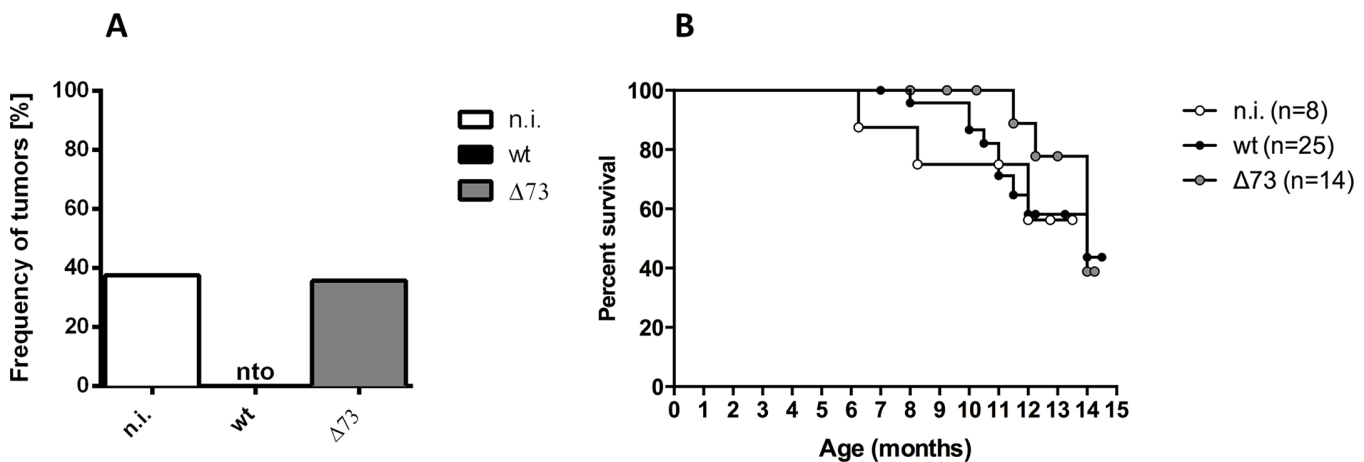 A
Frequency of tumors [%]
100
80
60
40
20
0
nto
n.i.
wt
Δ73
n.i.
wt
Δ73
B
Percent survival
100
80
60
40
20
0
0 1 2 3 4 5 6 7 8 9 10 11 12 13 14 15
Age (months)
n.i. (n=8)
wt (n=25)
Δ73 (n=14)